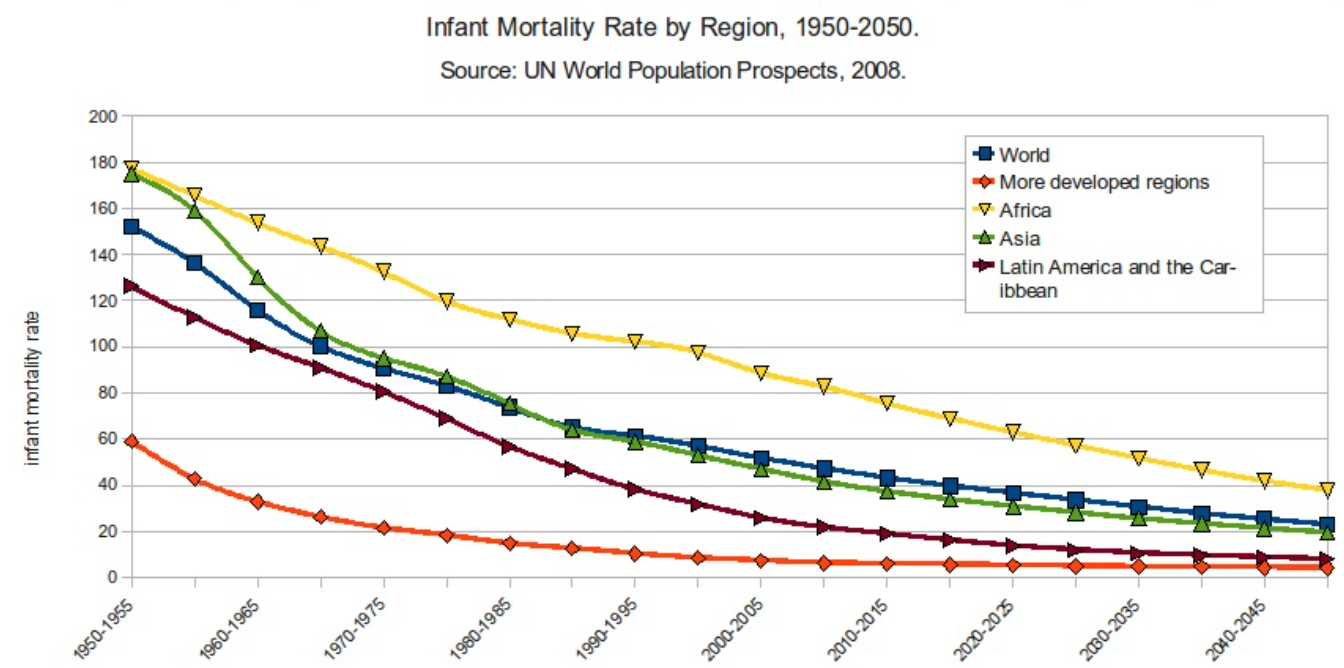 Infant Mortality Rate by Region, 1950-2050.
Source: UN World Population Prospects, 2008.
infant mortality rate
200
180
160
140
120
100
80
60
40
20
0
World
More developed regions
Africa
Asia
Latin America and the Car-
ibbean
1950-1955
1960-1965
1970-1975
1980-1985
1990-1995
2000-2005
2010-2015
2020-2025
2030-2035
2040-2045